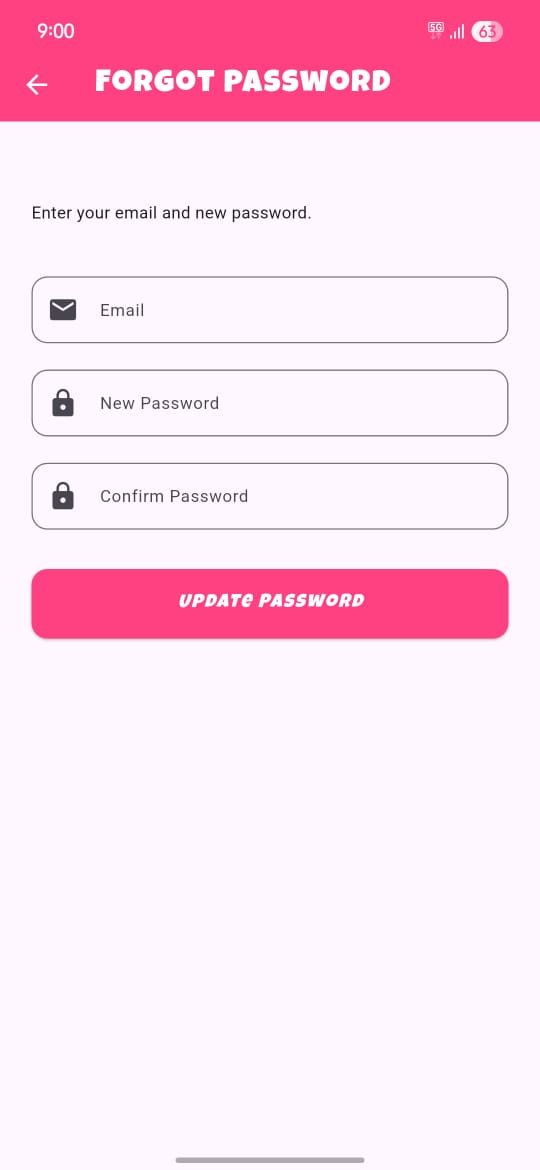 9:00
5G
63
FORGOT PASSWORD
Enter your email and new password.
Email
New Password
Confirm Password
UPDATe PASSWORD